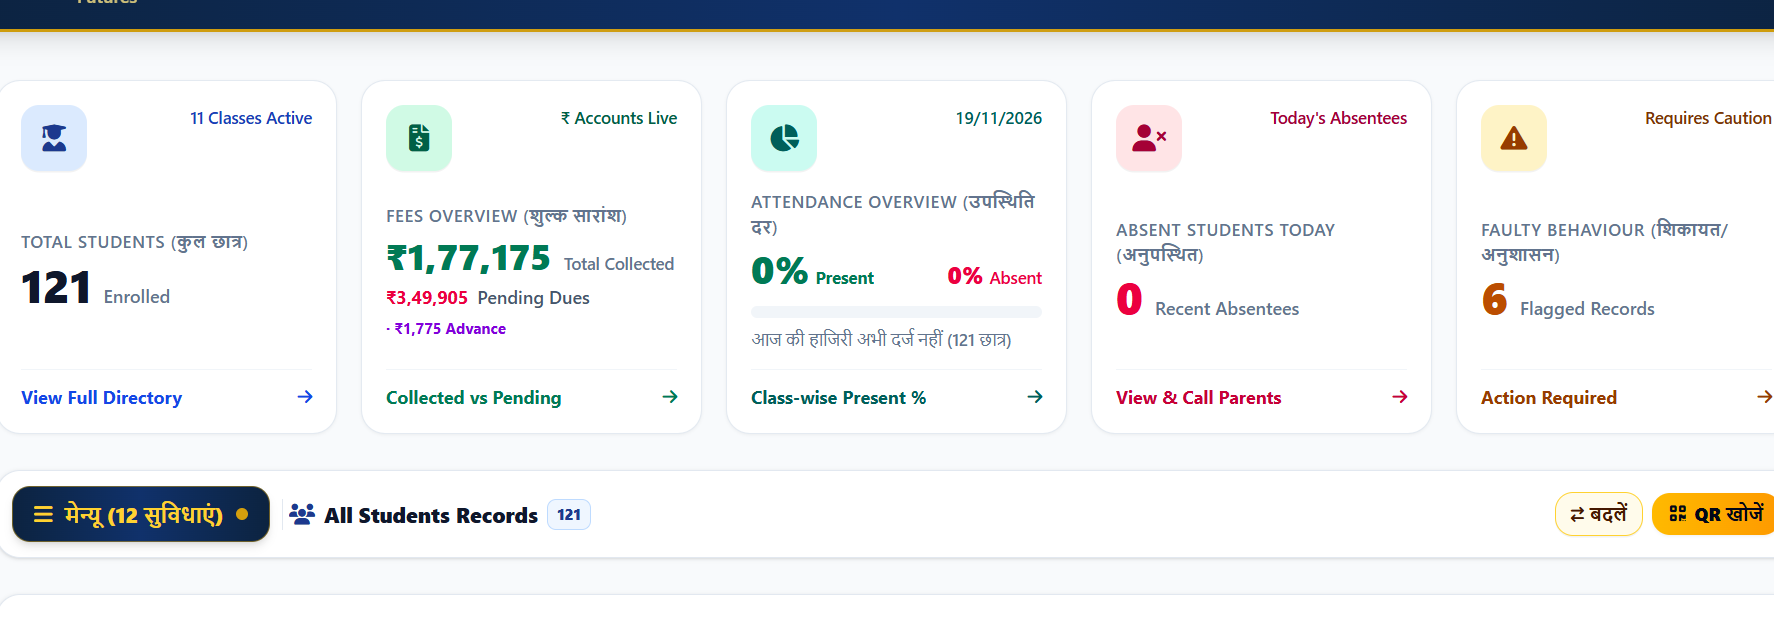 Futures
11 Classes Active
TOTAL STUDENTS (कुल छात्र)
121 Enrolled
View Full Directory →
₹ Accounts Live
FEES OVERVIEW (शुल्क सारांश)
₹1,77,175 Total Collected
₹3,49,905 Pending Dues
· ₹1,775 Advance
Collected vs Pending →
19/11/2026
ATTENDANCE OVERVIEW (उपस्थिति
दर)
0% Present 0% Absent
आज की हाजिरी अभी दर्ज नहीं (121 छात्र)
Class-wise Present % →
Today's Absentees
ABSENT STUDENTS TODAY
(अनुपस्थित)
0 Recent Absentees
View & Call Parents →
Requires Caution
FAULTY BEHAVIOUR (शिकायत/
अनुशासन)
6 Flagged Records
Action Required →
मेन्यू (12 सुविधाएं)
All Students Records 121
⇄ बदलें
QR खोजें